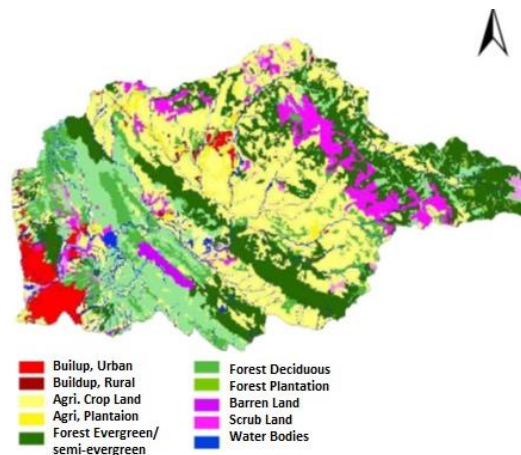 Builup, Urban
Buildup, Rural
Agri. Crop Land
Agri, Plantaion
Forest Evergreen/
semi-evergreen
Forest Deciduous
Forest Plantation
Barren Land
Scrub Land
Water Bodies